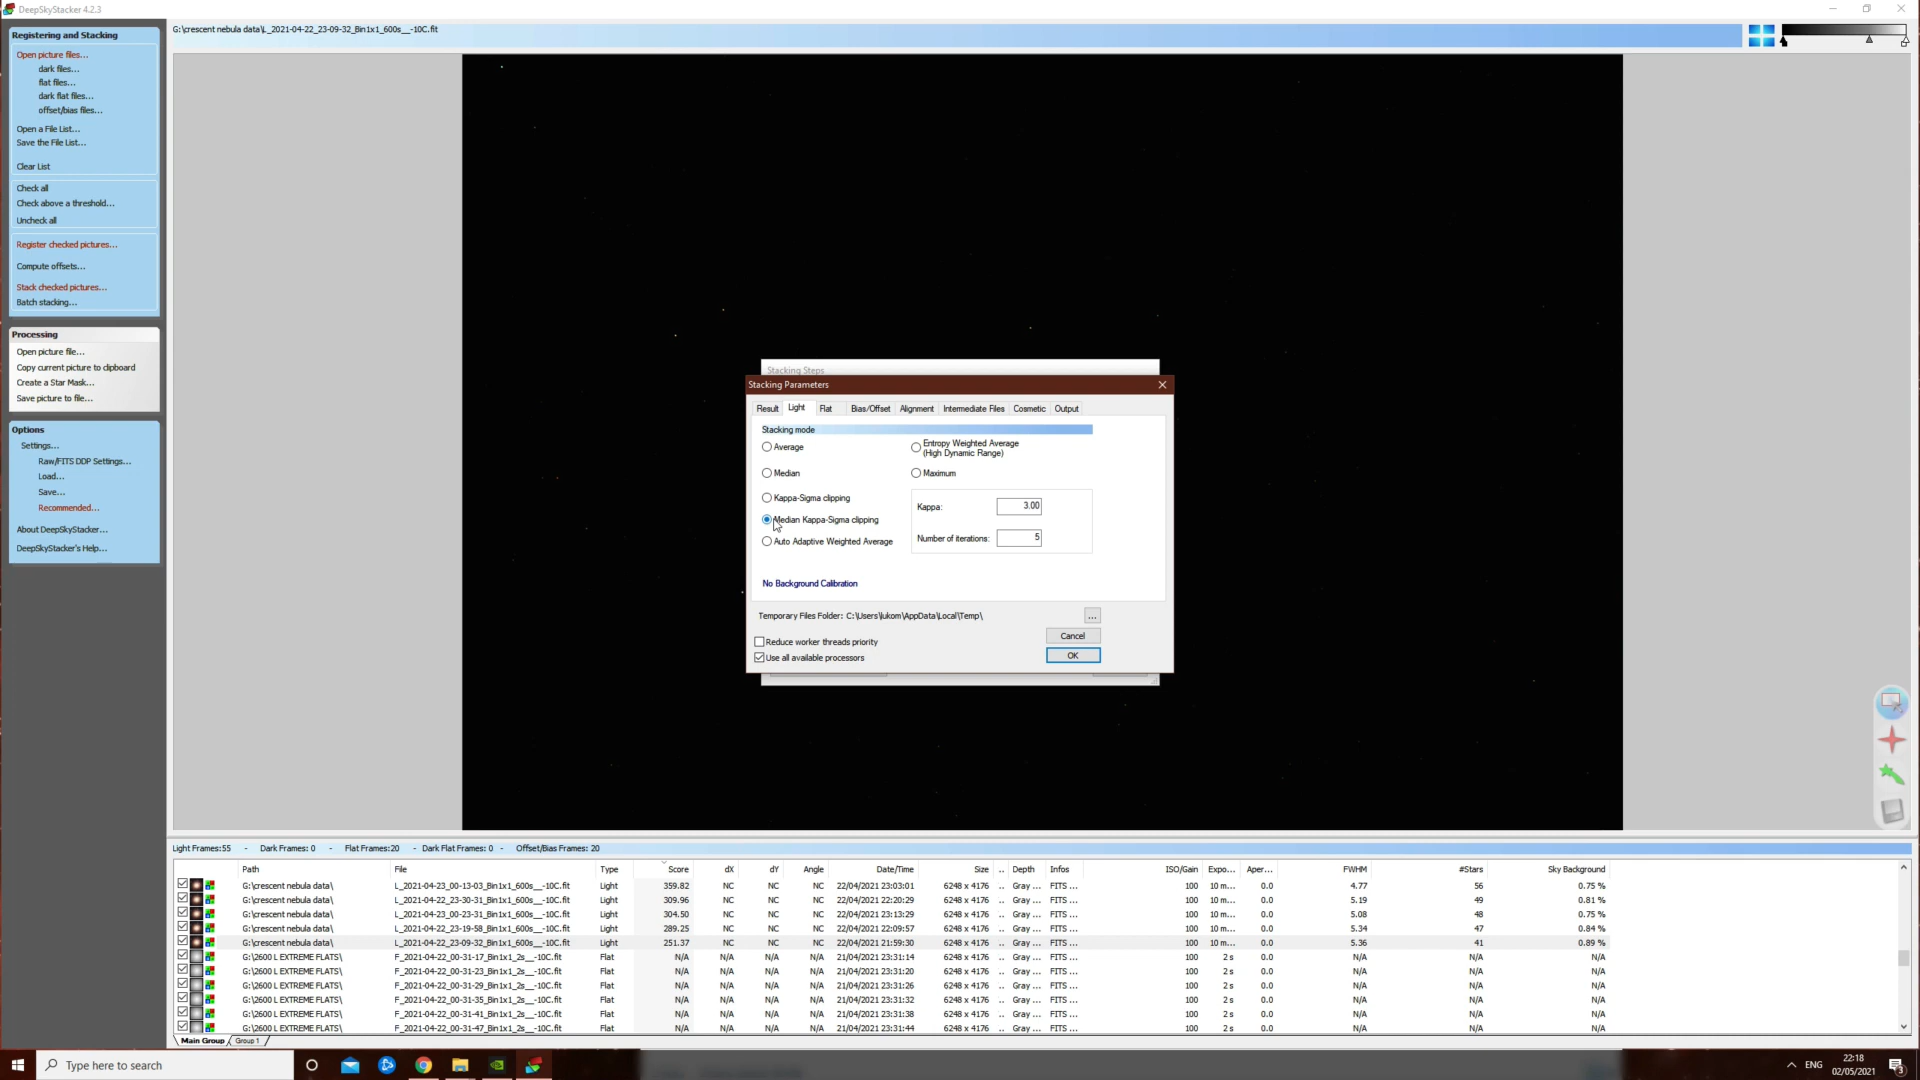 DeepSkyStacker 4.2.3
Registering and Stacking
Open picture files...
dark files...
flat files...
dark flat files...
offset/bias files...
Open a File List...
Save the File List...
Clear List
Check all
Check above a threshold...
Uncheck all
Register checked pictures...
Compute offsets...
Stack checked pictures...
Batch stacking...
Processing
Open picture file...
Copy current picture to clipboard
Create a Star Mask...
Save picture to file...
Options
Settings...
Raw/FITS DDP Settings...
Load...
Save...
Recommended...
About DeepSkyStacker...
DeepSkyStacker's Help...
G:\crescent nebula data\L_2021-04-22_23-09-32_Bin1x1_600s__-10C.fit
Stacking Steps
Stacking Parameters
Result Light Flat Bias/Offset Alignment Intermediate Files Cosmetic Output
Stacking mode
Average
Entropy Weighted Average
(High Dynamic Range)
Median
Maximum
Kappa-Sigma clipping
Kappa: 3.00
Median Kappa-Sigma clipping
Number of iterations: 5
Auto Adaptive Weighted Average
No Background Calibration
Temporary Files Folder: C:\Users\lukom\AppData\Local\Temp\
...
Cancel
Reduce worker threads priority
OK
Use all available processors
Light Frames:55 - Dark Frames: 0 - Flat Frames:20 - Dark Flat Frames: 0 - Offset/Bias Frames: 20
Path File Type Score dX dY Angle Date/Time Size .. Depth Infos ISO/Gain Expo... Aper... FWHM #Stars Sky Background
G:\crescent nebula data\ L_2021-04-23_00-13-03_Bin1x1_600s__-10C.fit Light 359.82 NC NC NC 22/04/2021 23:03:01 6248 x 4176 .. Gray ... FITS ... 100 10 m... 0.0 4.77 56 0.75 %
G:\crescent nebula data\ L_2021-04-22_23-30-31_Bin1x1_600s__-10C.fit Light 309.96 NC NC NC 22/04/2021 22:20:29 6248 x 4176 .. Gray ... FITS ... 100 10 m... 0.0 5.19 49 0.81 %
G:\crescent nebula data\ L_2021-04-23_00-23-31_Bin1x1_600s__-10C.fit Light 304.50 NC NC NC 22/04/2021 23:13:29 6248 x 4176 .. Gray ... FITS ... 100 10 m... 0.0 5.08 48 0.75 %
G:\crescent nebula data\ L_2021-04-22_23-19-58_Bin1x1_600s__-10C.fit Light 289.25 NC NC NC 22/04/2021 22:09:57 6248 x 4176 .. Gray ... FITS ... 100 10 m... 0.0 5.34 47 0.84 %
G:\crescent nebula data\ L_2021-04-22_23-09-32_Bin1x1_600s__-10C.fit Light 251.37 NC NC NC 22/04/2021 21:59:30 6248 x 4176 .. Gray ... FITS ... 100 10 m... 0.0 5.36 41 0.89 %
G:\2600 L EXTREME FLATS\ F_2021-04-22_00-31-17_Bin1x1_2s__-10C.fit Flat N/A N/A N/A N/A 21/04/2021 23:31:14 6248 x 4176 .. Gray ... FITS ... 100 2 s 0.0 N/A N/A N/A
G:\2600 L EXTREME FLATS\ F_2021-04-22_00-31-23_Bin1x1_2s__-10C.fit Flat N/A N/A N/A N/A 21/04/2021 23:31:20 6248 x 4176 .. Gray ... FITS ... 100 2 s 0.0 N/A N/A N/A
G:\2600 L EXTREME FLATS\ F_2021-04-22_00-31-29_Bin1x1_2s__-10C.fit Flat N/A N/A N/A N/A 21/04/2021 23:31:26 6248 x 4176 .. Gray ... FITS ... 100 2 s 0.0 N/A N/A N/A
G:\2600 L EXTREME FLATS\ F_2021-04-22_00-31-35_Bin1x1_2s__-10C.fit Flat N/A N/A N/A N/A 21/04/2021 23:31:32 6248 x 4176 .. Gray ... FITS ... 100 2 s 0.0 N/A N/A N/A
G:\2600 L EXTREME FLATS\ F_2021-04-22_00-31-41_Bin1x1_2s__-10C.fit Flat N/A N/A N/A N/A 21/04/2021 23:31:38 6248 x 4176 .. Gray ... FITS ... 100 2 s 0.0 N/A N/A N/A
G:\2600 L EXTREME FLATS\ F_2021-04-22_00-31-47_Bin1x1_2s__-10C.fit Flat N/A N/A N/A N/A 21/04/2021 23:31:44 6248 x 4176 .. Gray ... FITS ... 100 2 s 0.0 N/A N/A N/A
Main Group Group 1
Type here to search
ENG
22:18
02/05/2021
3